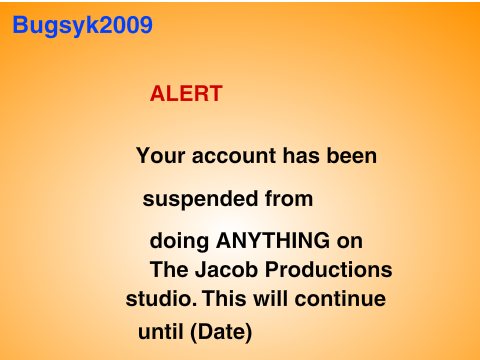 Bugsyk2009
ALERT
Your account has been
suspended from
doing ANYTHING on
The Jacob Productions
studio. This will continue
until (Date)